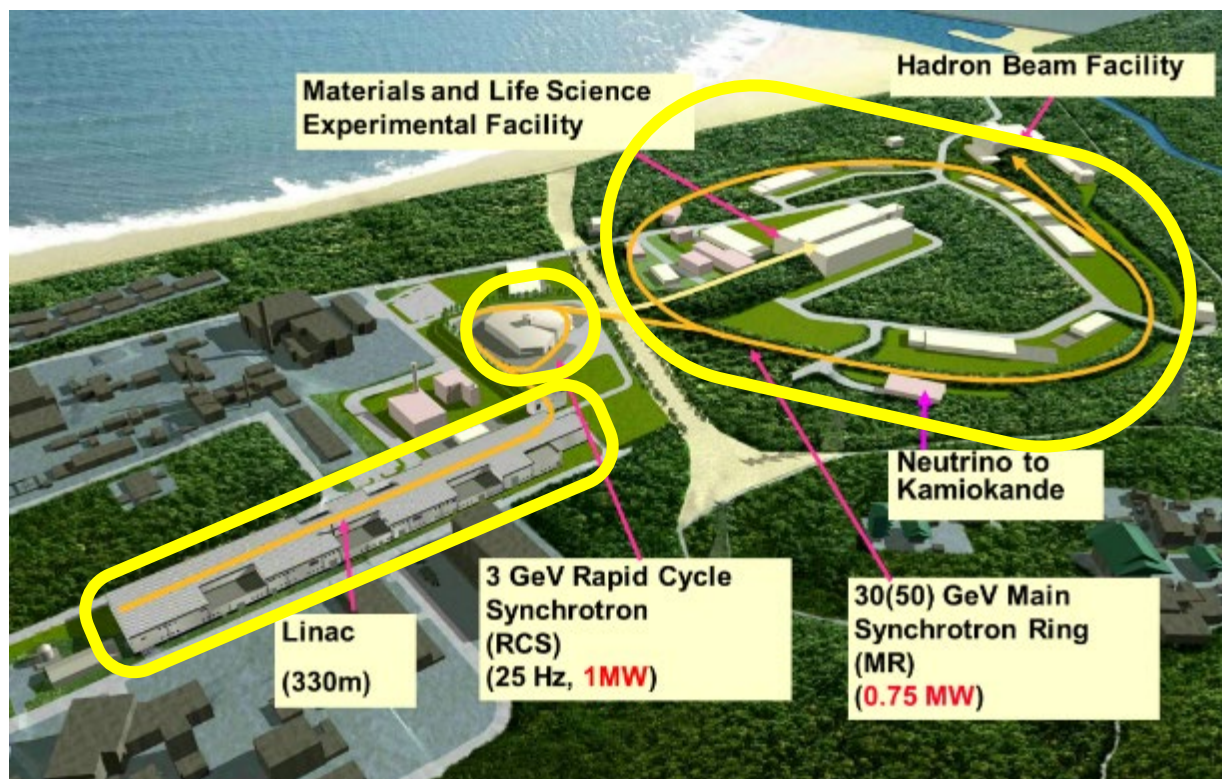 Hadron Beam Facility
Materials and Life Science
Experimental Facility
Neutrino to
Kamiokande
3 GeV Rapid Cycle
Synchrotron
(RCS)
(25 Hz, 1MW)
30(50) GeV Main
Synchrotron Ring
(MR)
(0.75 MW)
Linac
(330m)